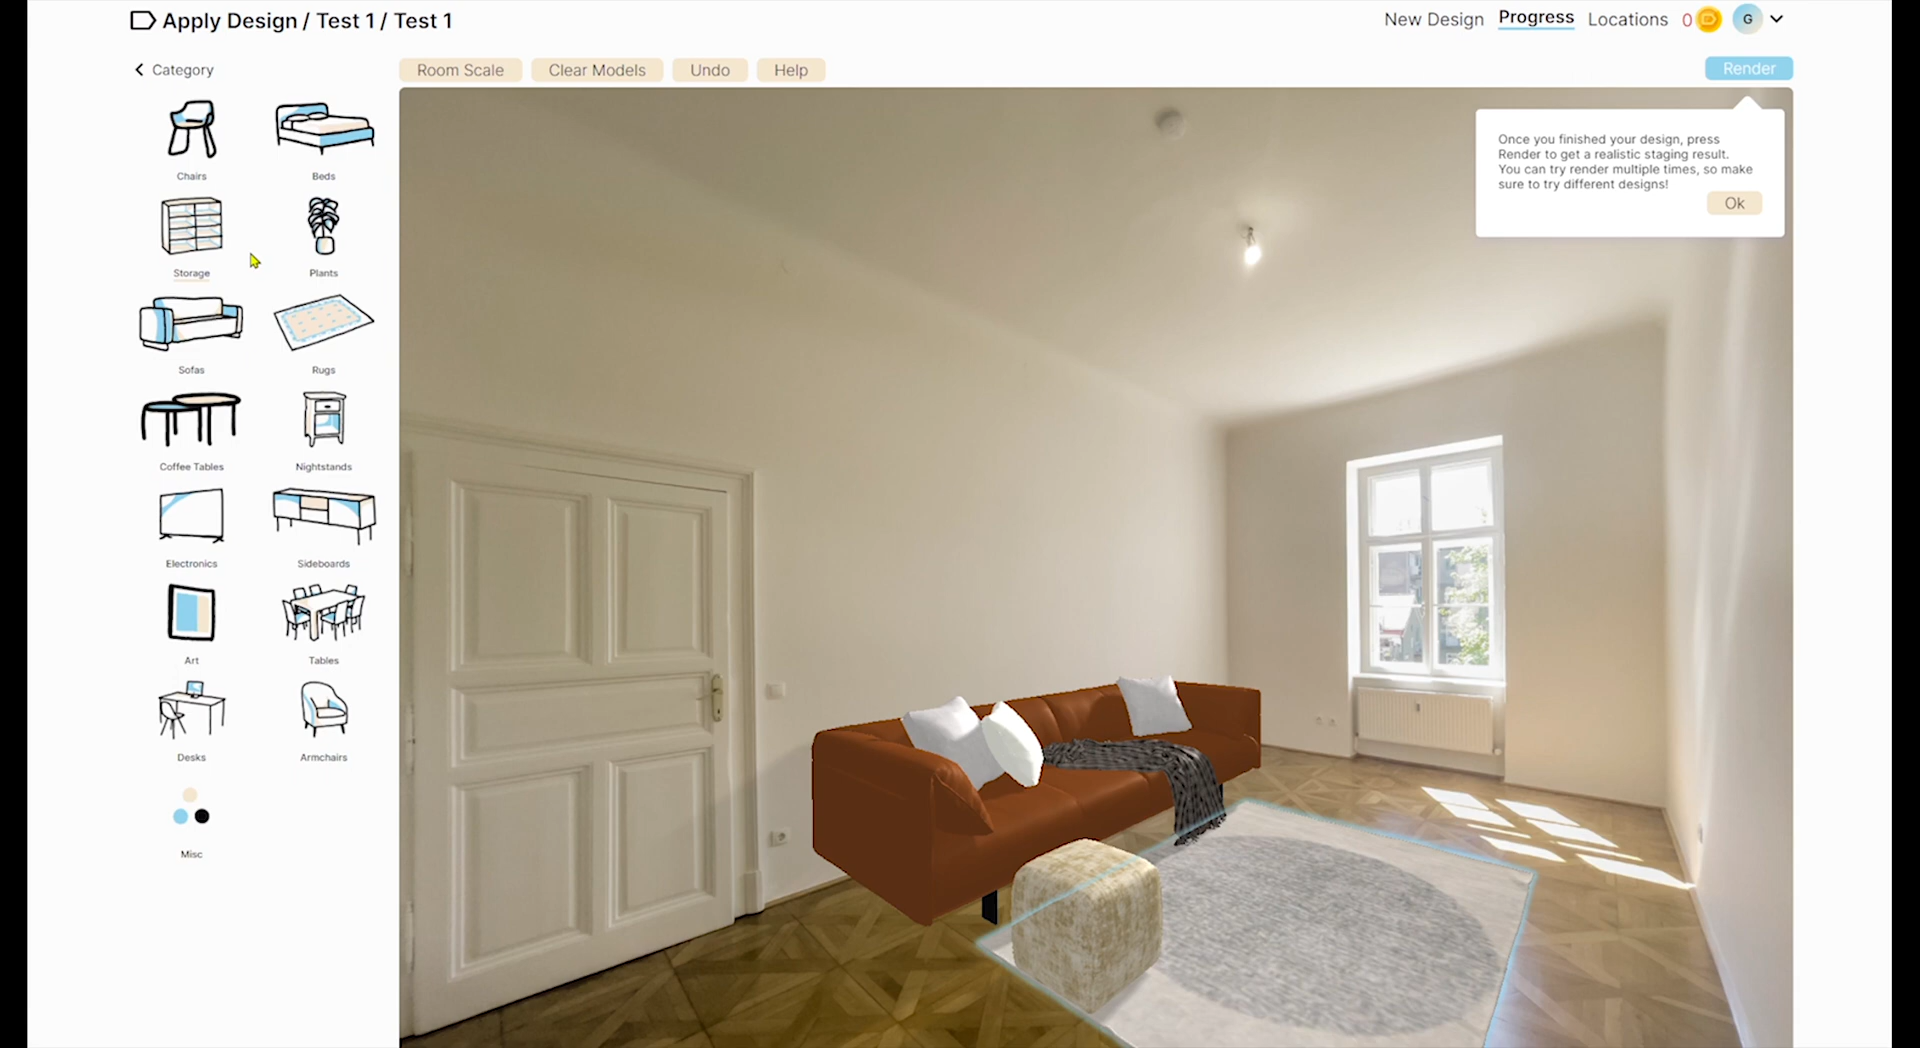 Apply Design / Test 1 / Test 1
New Design Progress Locations 0 G
Category
Room Scale Clear Models Undo Help
Render
Once you finished your design, press
Render to get a realistic staging result.
You can try render multiple times, so make
sure to try different designs!
Ok
Chairs
Beds
Storage
Plants
Sofas
Rugs
Coffee Tables
Nightstands
Electronics
Sideboards
Art
Tables
Desks
Armchairs
Misc